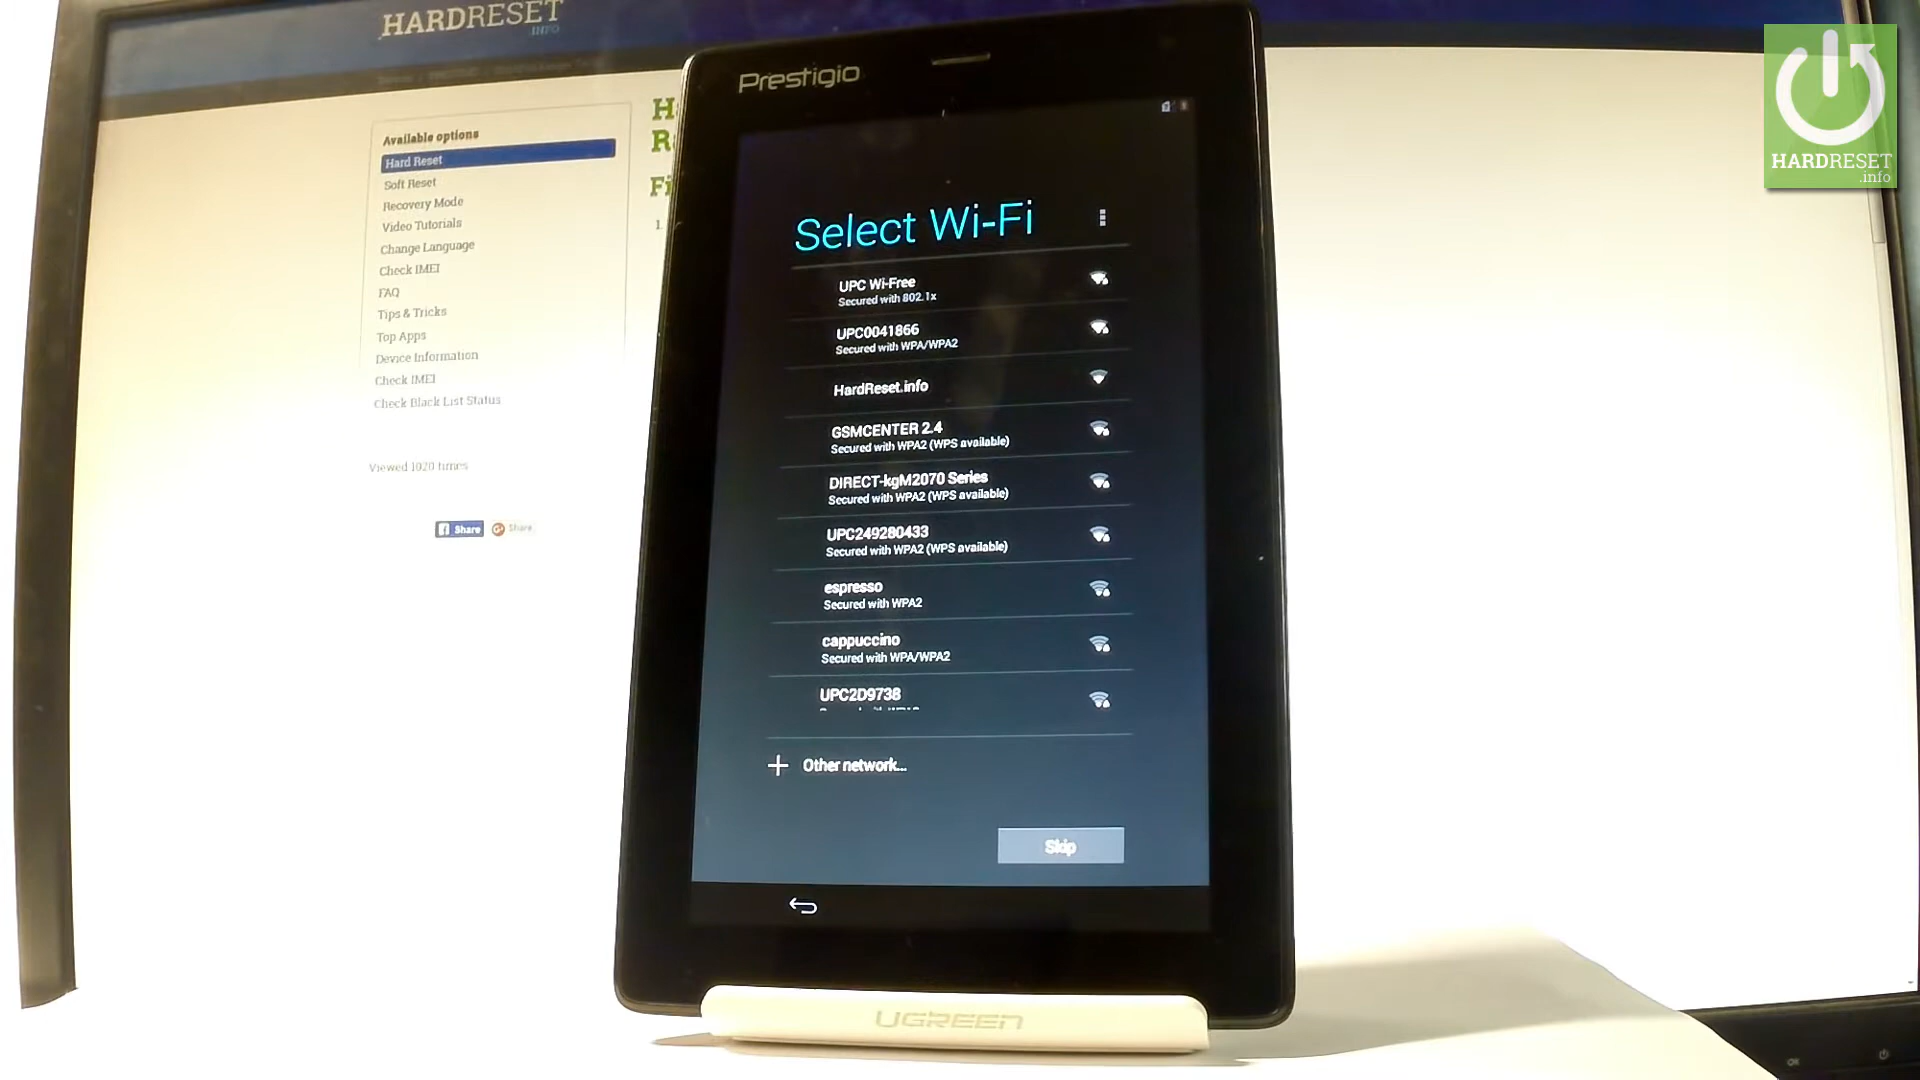 HARDRESET
.INFO
Available options
Hard Reset
Soft Reset
Recovery Mode
Video Tutorials
Change Language
Check IMEI
FAQ
Tips & Tricks
Top Apps
Device Information
Check IMEI
Check Black List Status
Viewed 1020 times
Share
Share
1.
Prestigio
Select Wi-Fi
UPC Wi-Free
Secured with 802.1x
UPC0041866
Secured with WPA/WPA2
HardReset.info
GSMCENTER 2.4
Secured with WPA2 (WPS available)
DIRECT-kgM2070 Series
Secured with WPA2 (WPS available)
UPC249280433
Secured with WPA2 (WPS available)
espresso
Secured with WPA2
cappuccino
Secured with WPA/WPA2
UPC2D9738
Other network...
Skip
UGREEN
HARDRESET
.info
OK